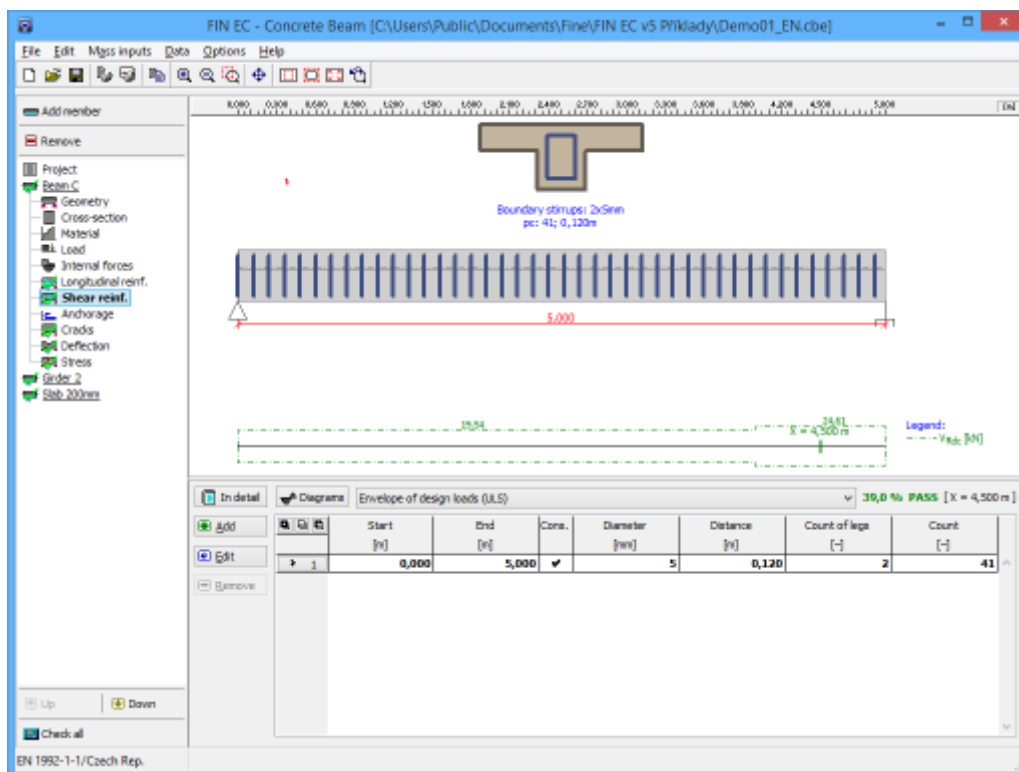 FIN EC - Concrete Beam [C:\Users\Public\Documents\Fine\FIN EC v5 Příklady\Demo01_EN.cbe]
File Edit Mass inputs Data Options Help
Add member
Remove
Project
Beam C
Geometry
Cross-section
Material
Load
Internal forces
Longitudinal reinf.
Shear reinf.
Anchorage
Cracks
Deflection
Stress
Girder 2
Slab 200mm
Up Down
Check all
[m]
Boundary stirrups: 2x5mm
pc: 41; 0,120m
5,000
19,54
24,61
X = 4,500 m
Legend:
VRdc [kN]
In detail Diagrams Envelope of design loads (ULS) 39,0 % PASS [X = 4,500 m]
Add
Edit
Remove
Start End Cons. Diameter Distance Count of legs Count
[m] [m] [mm] [m] [-] [-]
1 0,000 5,000 ✔ 5 0,120 2 41
EN 1992-1-1/Czech Rep.